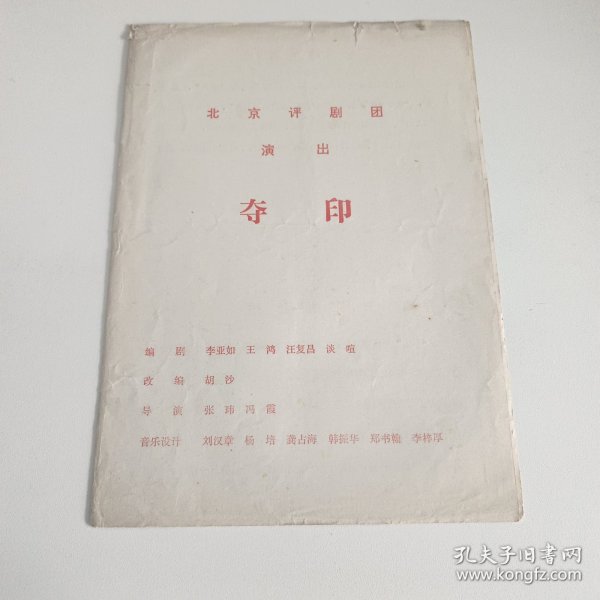 北京评剧团
演出
夺印
编剧 李亚如 王鸿 汪复昌 谈喧
改编 胡沙
导演 张玮 冯霞
音乐设计 刘汉章 杨培 龚占海 韩振华 郑书翰 李梓厚
孔夫子旧书网
www.kongfz.com